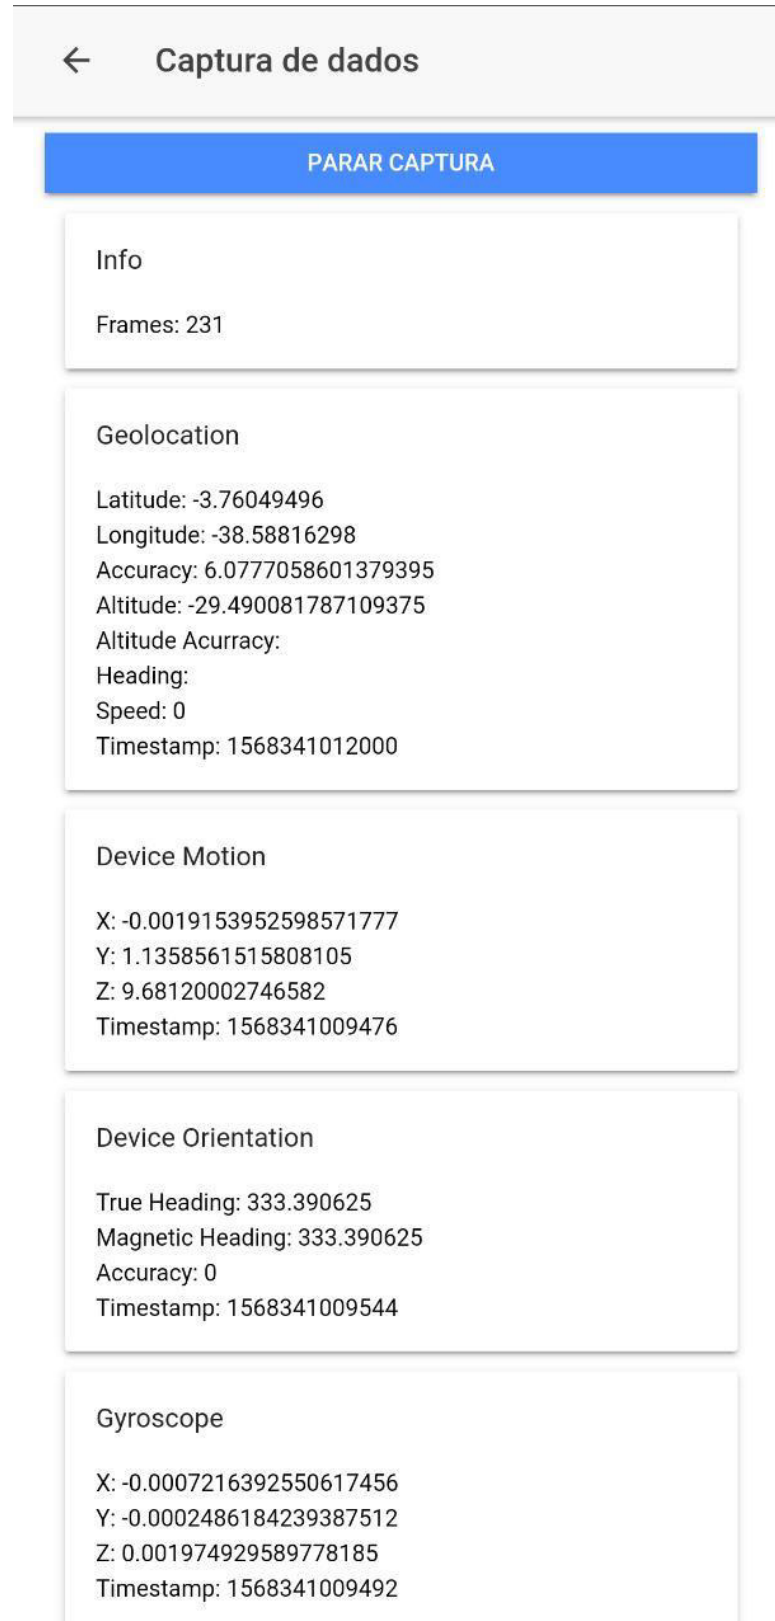 Captura de dados
PARAR CAPTURA
Info
Frames: 231
Geolocation
Latitude: -3.76049496
Longitude: -38.58816298
Accuracy: 6.0777058601379395
Altitude: -29.490081787109375
Altitude Acurracy:
Heading:
Speed: 0
Timestamp: 1568341012000
Device Motion
X: -0.0019153952598571777
Y: 1.1358561515808105
Z: 9.68120002746582
Timestamp: 1568341009476
Device Orientation
True Heading: 333.390625
Magnetic Heading: 333.390625
Accuracy: 0
Timestamp: 1568341009544
Gyroscope
X: -0.0007216392550617456
Y: -0.0002486184239387512
Z: 0.0019749295897​78185
Timestamp: 1568341009492